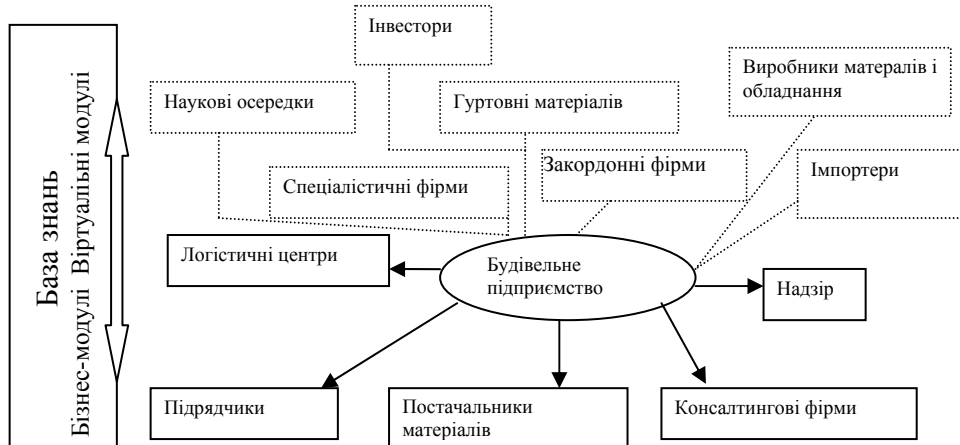 База знань
Бізнес-модулі Віртуальні модулі
Інвестори
Виробники матералів і
обладнання
Наукові осередки
Гуртовні матеріалів
Закордонні фірми
Імпортери
Спеціалістичні фірми
Логістичні центри
Будівельне
підприємство
Надзір
Підрядчики
Постачальники
матеріалів
Консалтингові фірми